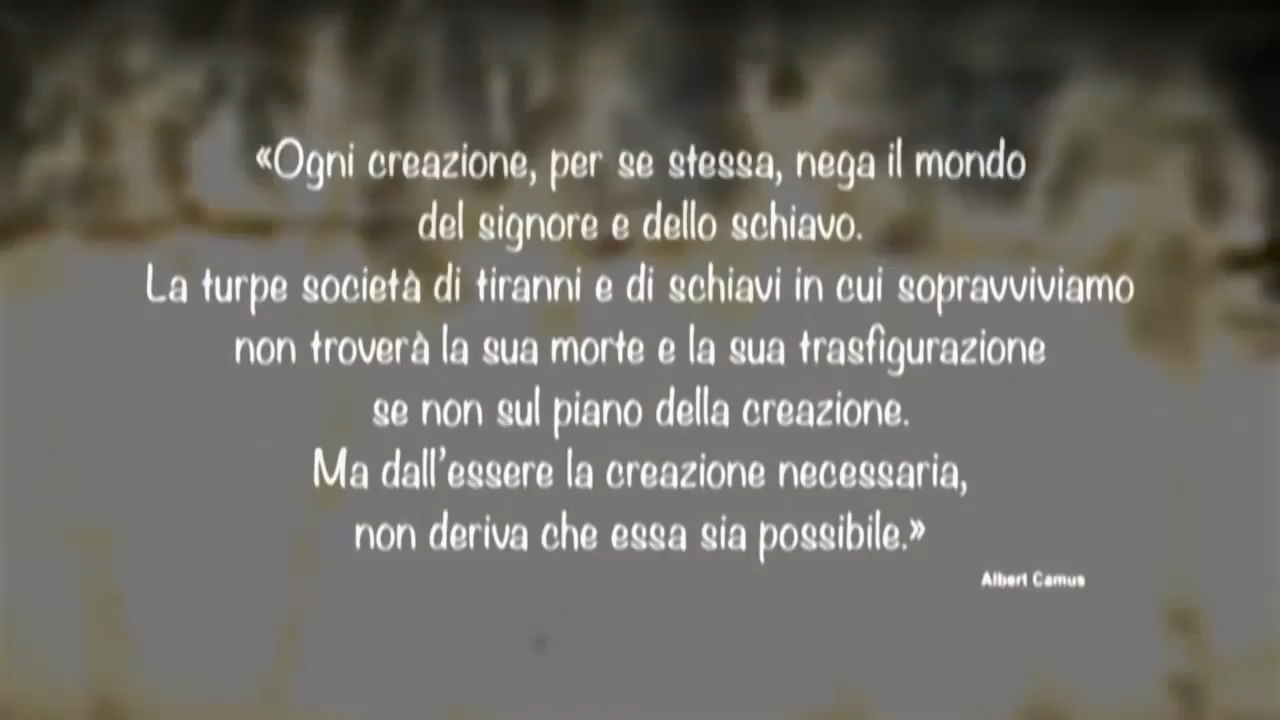 «Ogni creazione, per se stessa, nega il mondo
del signore e dello schiavo.
La turpe società di tiranni e di schiavi in cui sopravviviamo
non troverà la sua morte e la sua trasfigurazione
se non sul piano della creazione.
Ma dall'essere la creazione necessaria,
non deriva che essa sia possibile.»
Albert Camus